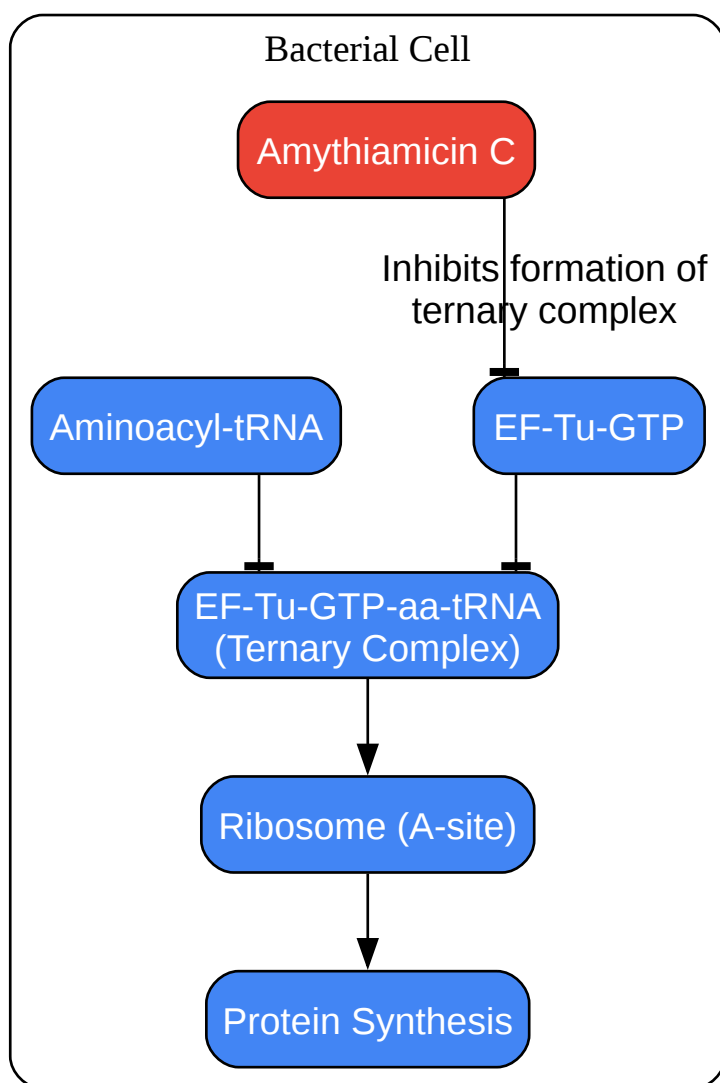 Bacterial Cell
Amythiamicin C
Inhibits formation of
ternary complex
Aminoacyl-tRNA
EF-Tu-GTP
EF-Tu-GTP-aa-tRNA
(Ternary Complex)
Ribosome (A-site)
Protein Synthesis